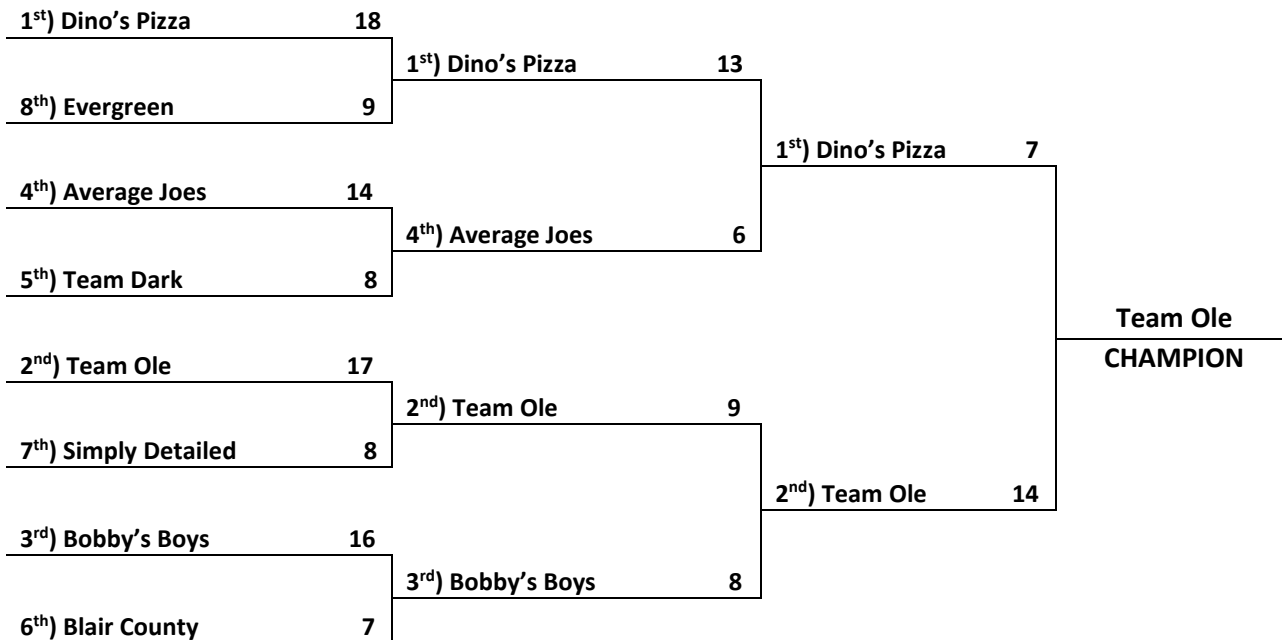 1st) Dino’s Pizza 18
8th) Evergreen 9
4th) Average Joes 14
5th) Team Dark 8
2nd) Team Ole 17
7th) Simply Detailed 8
3rd) Bobby’s Boys 16
6th) Blair County 7
1st) Dino’s Pizza 13
4th) Average Joes 6
2nd) Team Ole 9
3rd) Bobby’s Boys 8
1st) Dino’s Pizza 7
2nd) Team Ole 14
Team Ole
CHAMPION